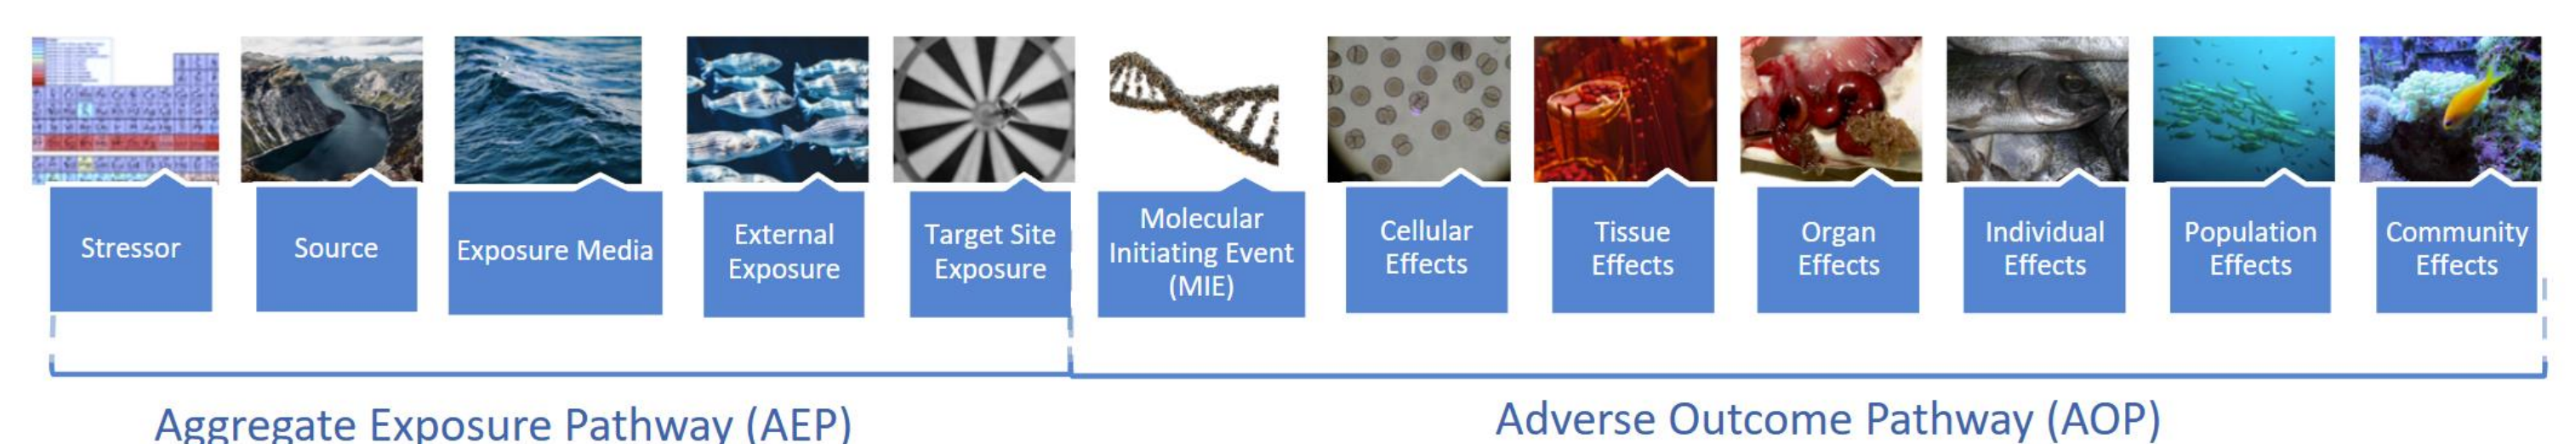 Stressor
Source
Exposure Media
External
Exposure
Target Site
Exposure
Molecular
Initiating Event
(MIE)
Cellular
Effects
Tissue
Effects
Organ
Effects
Individual
Effects
Population
Effects
Community
Effects
Aggregate Exposure Pathway (AEP)
Adverse Outcome Pathway (AOP)